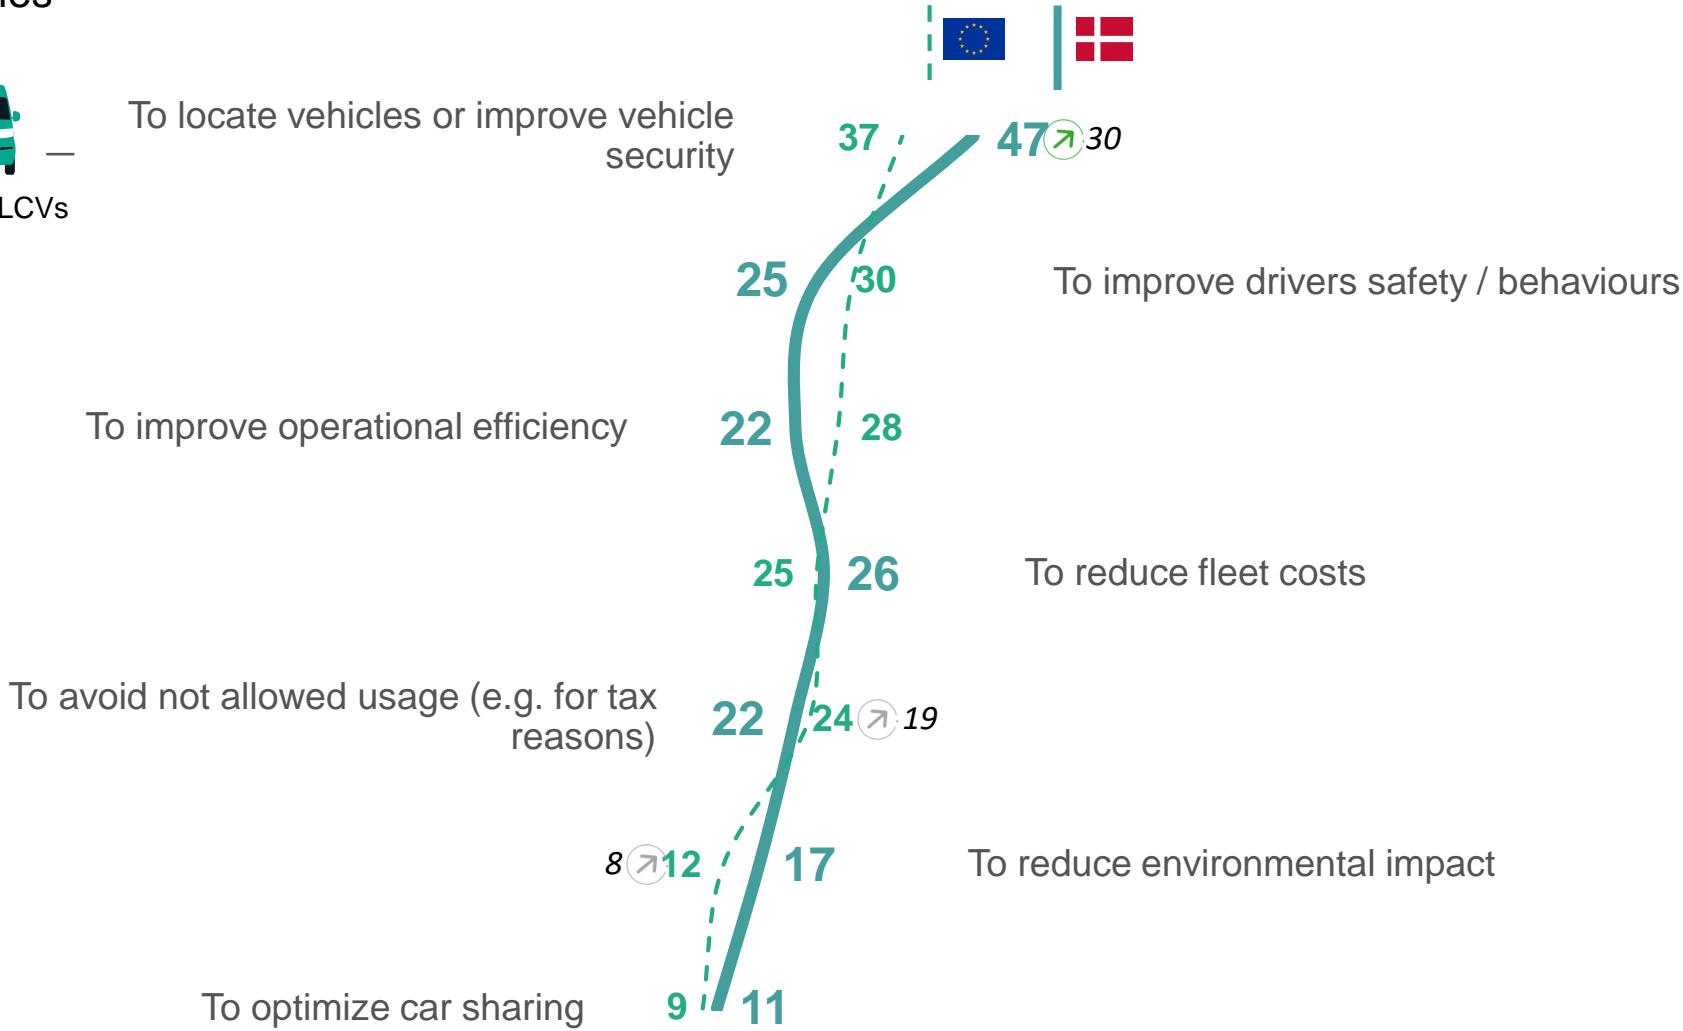 To locate vehicles or improve vehicle
security
37
47
30
LCVs
25
30
To improve drivers safety / behaviours
To improve operational efficiency
22
28
25
26
To reduce fleet costs
To avoid not allowed usage (e.g. for tax
reasons)
22
24
19
8
12
17
To reduce environmental impact
To optimize car sharing
9
11